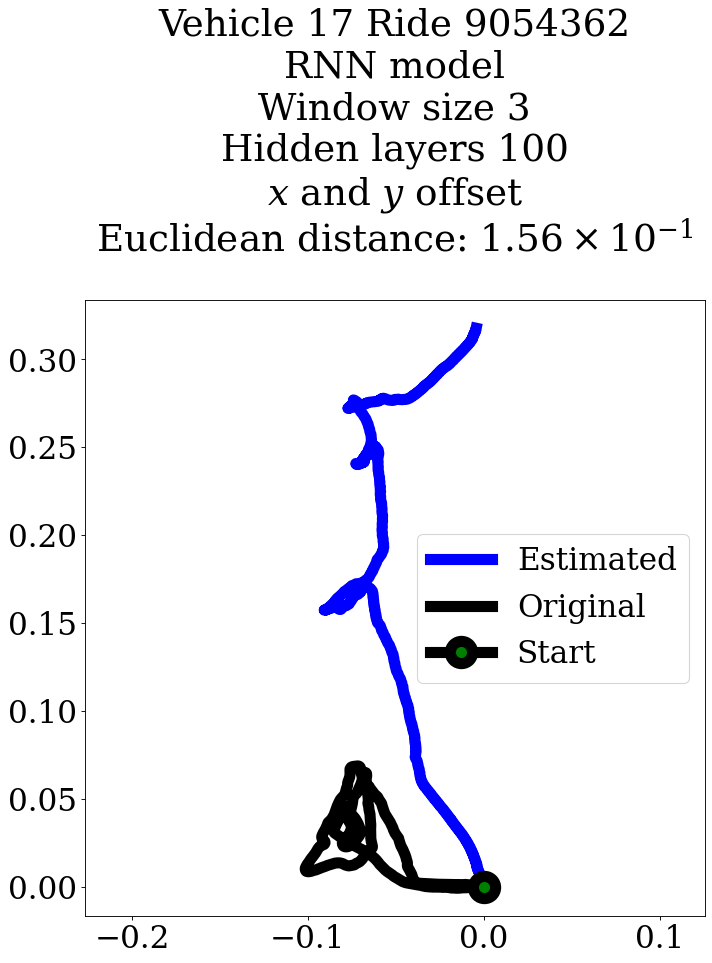 Vehicle 17 Ride 9054362
RNN model
Window size 3
Hidden layers 100
x and y offset
Euclidean distance: 1.56 × 10⁻¹
0.30
0.25
0.20
0.15
0.10
0.05
0.00
Estimated
Original
Start
−0.2 −0.1 0.0 0.1